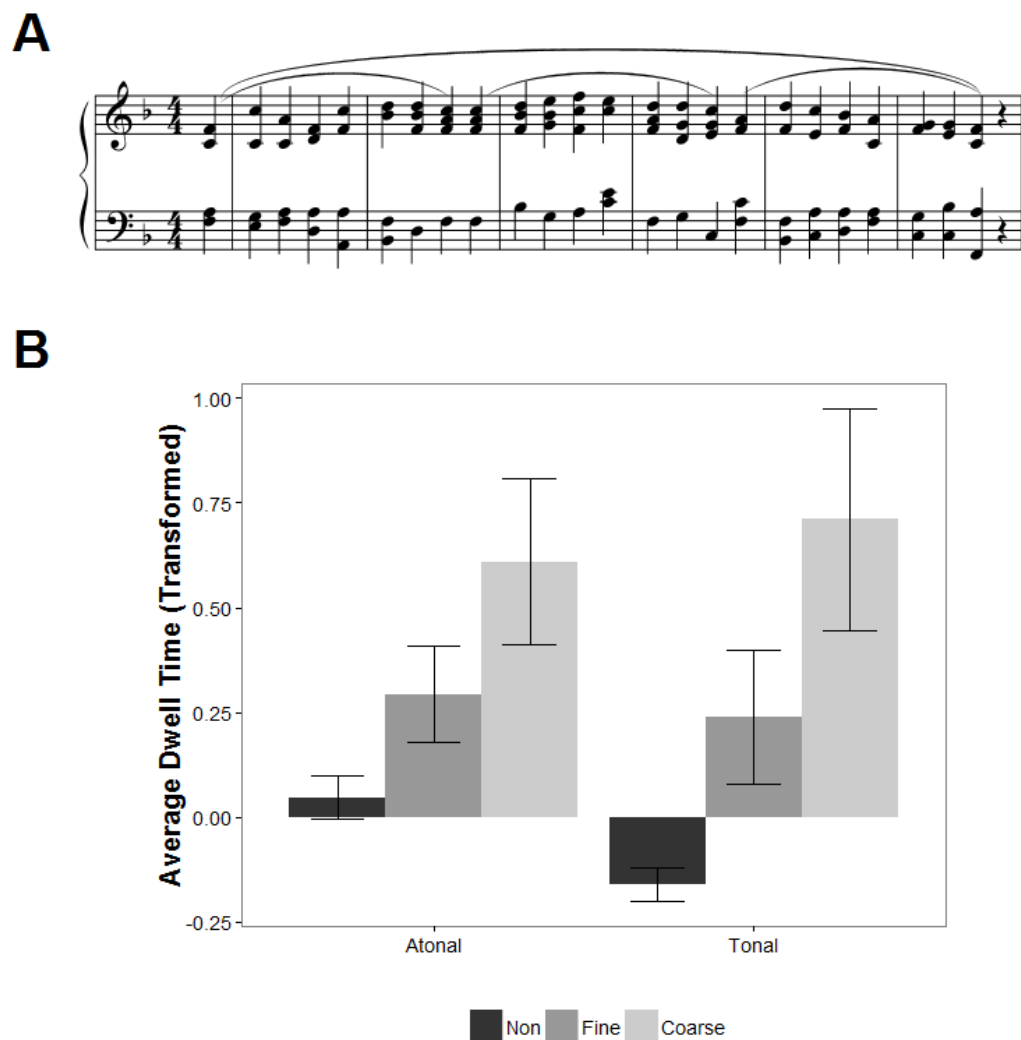 A
4
4
4
4
B
Average Dwell Time (Transformed)
1.00
0.75
0.50
0.25
0.00
-0.25
Atonal Tonal
Non Fine Coarse